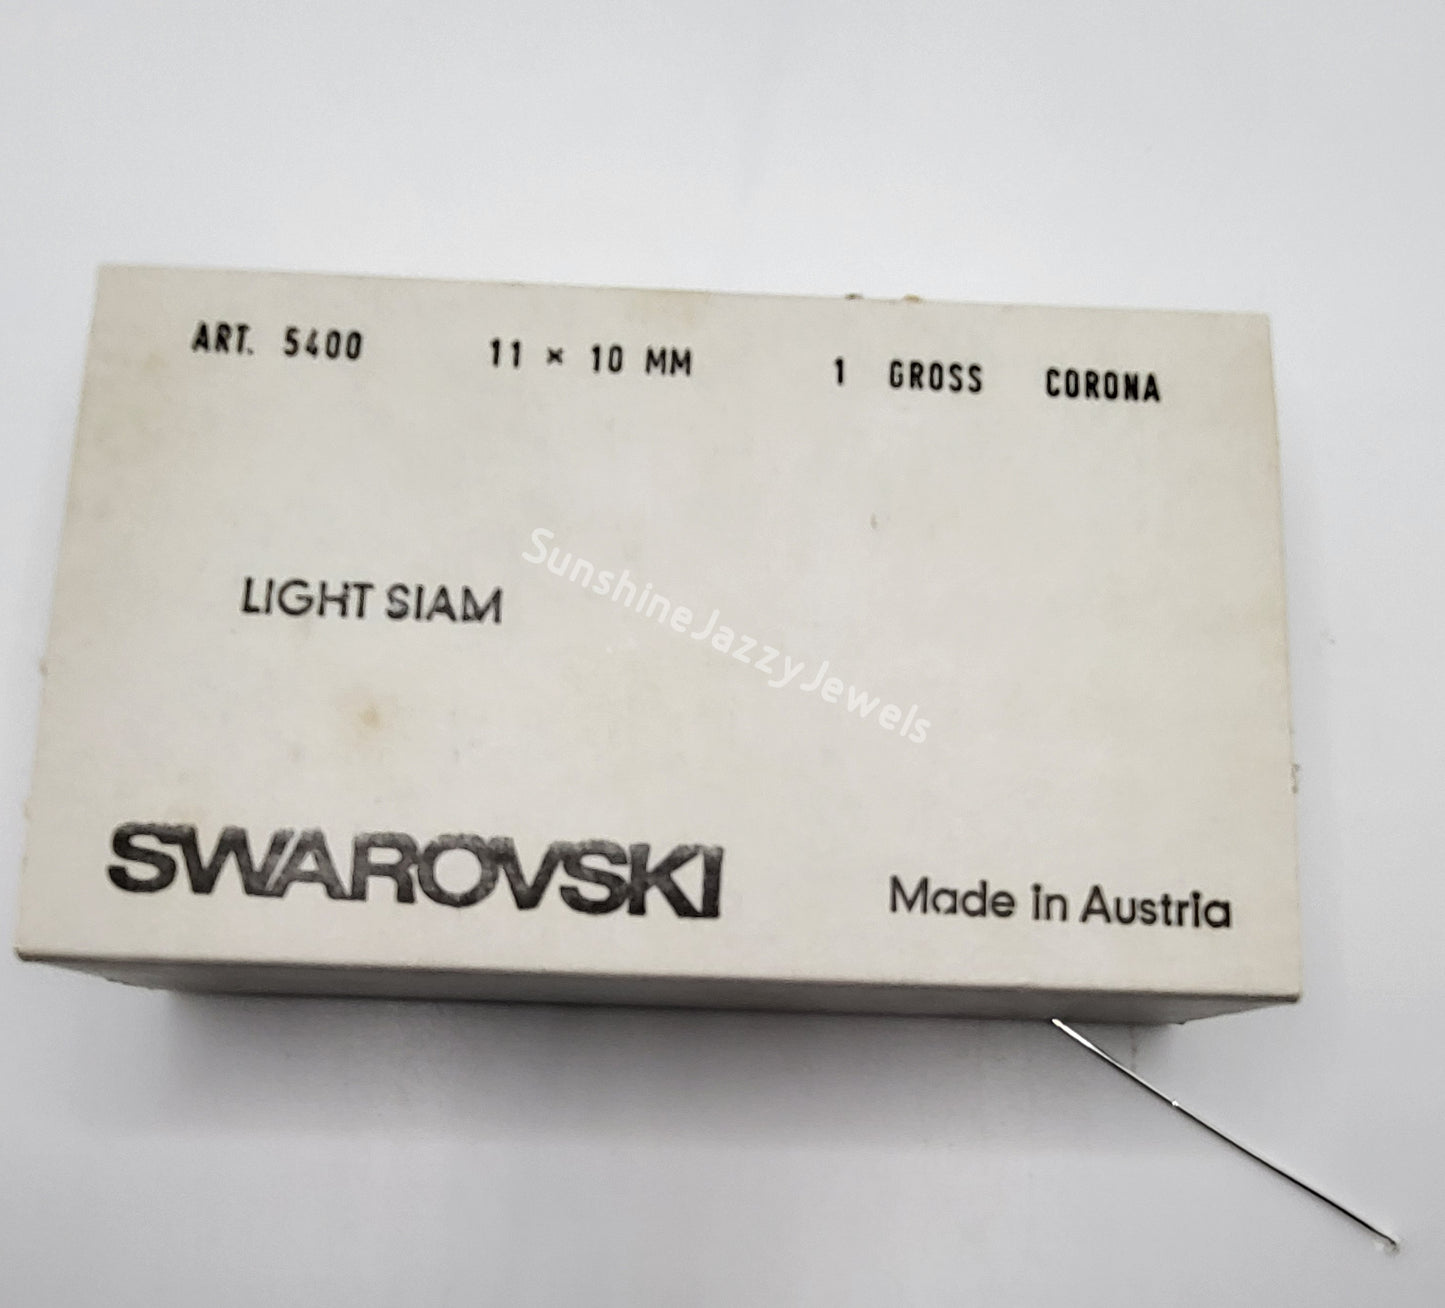 ART. 5400 11 × 10 MM 1 GROSS CORONA
LIGHT SIAM
SunshineJazzyJewels
SWAROVSKI
Made in Austria